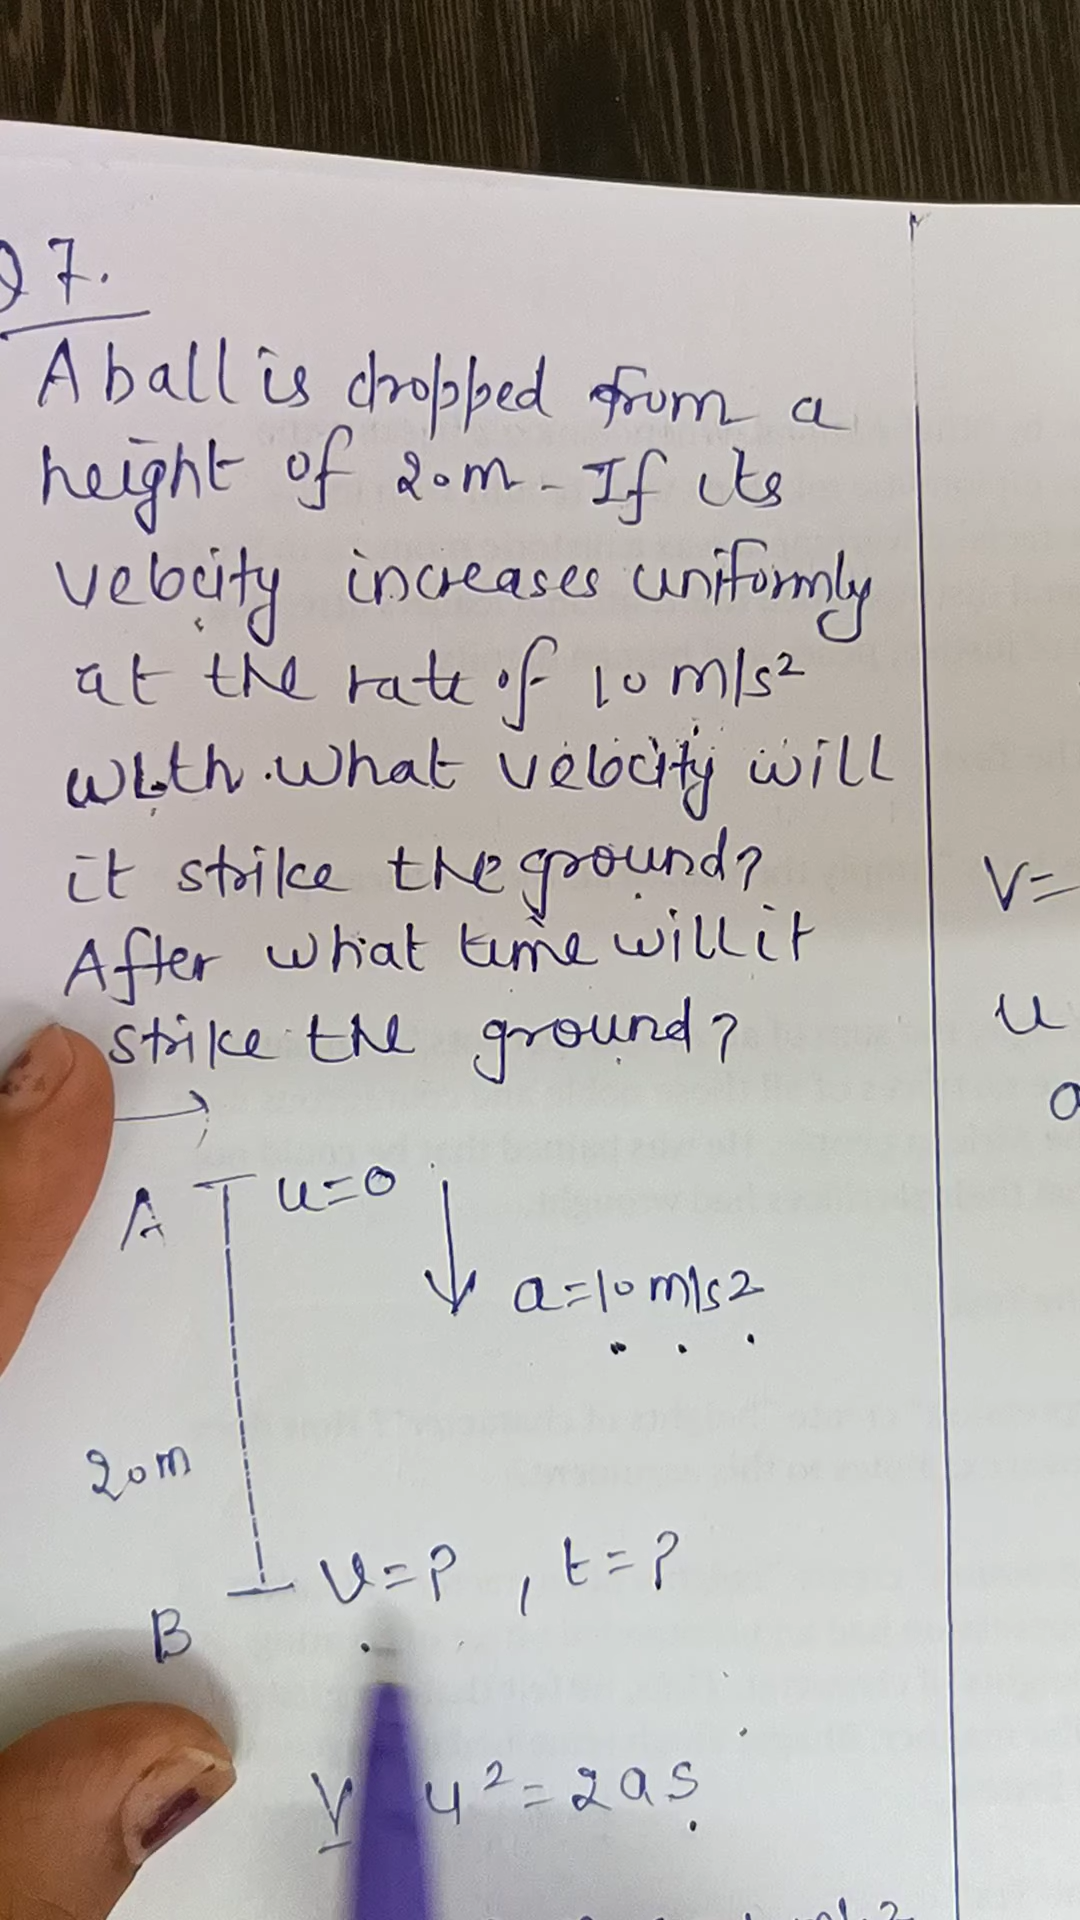 Q 7.
A ball is dropped from a
height of 20m. If its
velocity increases uniformly
at the rate of 10 m/s²
with what velocity will
it strike the ground?
After what time will it
strike the ground?
A u=0
a=10 m/s2
20m
B v=? , t=?
V u² = 2as
V=
u
a